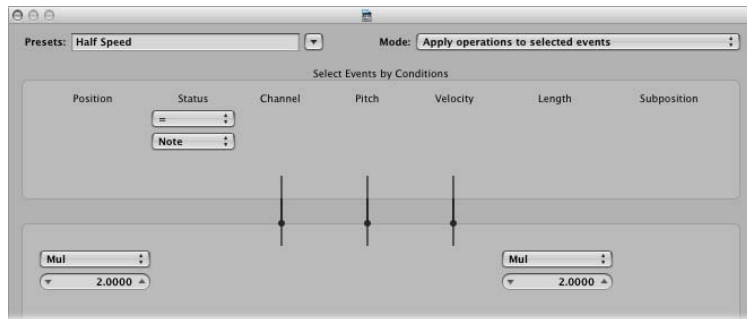 Presets: Half Speed Mode: Apply operations to selected events
Select Events by Conditions
Position Status Channel Pitch Velocity Length Subposition
=
Note
Mul Mul
2.0000 2.0000